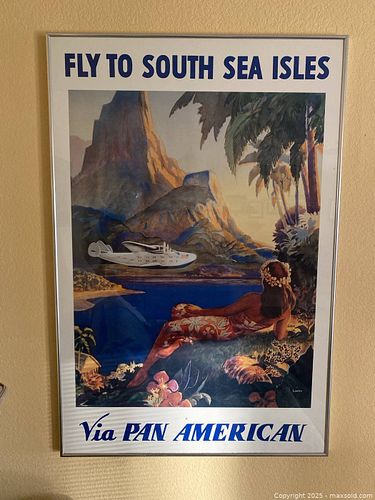 FLY TO SOUTH SEA ISLES
Via PAN AMERICAN
Copyright © 2025 - maxsold.com